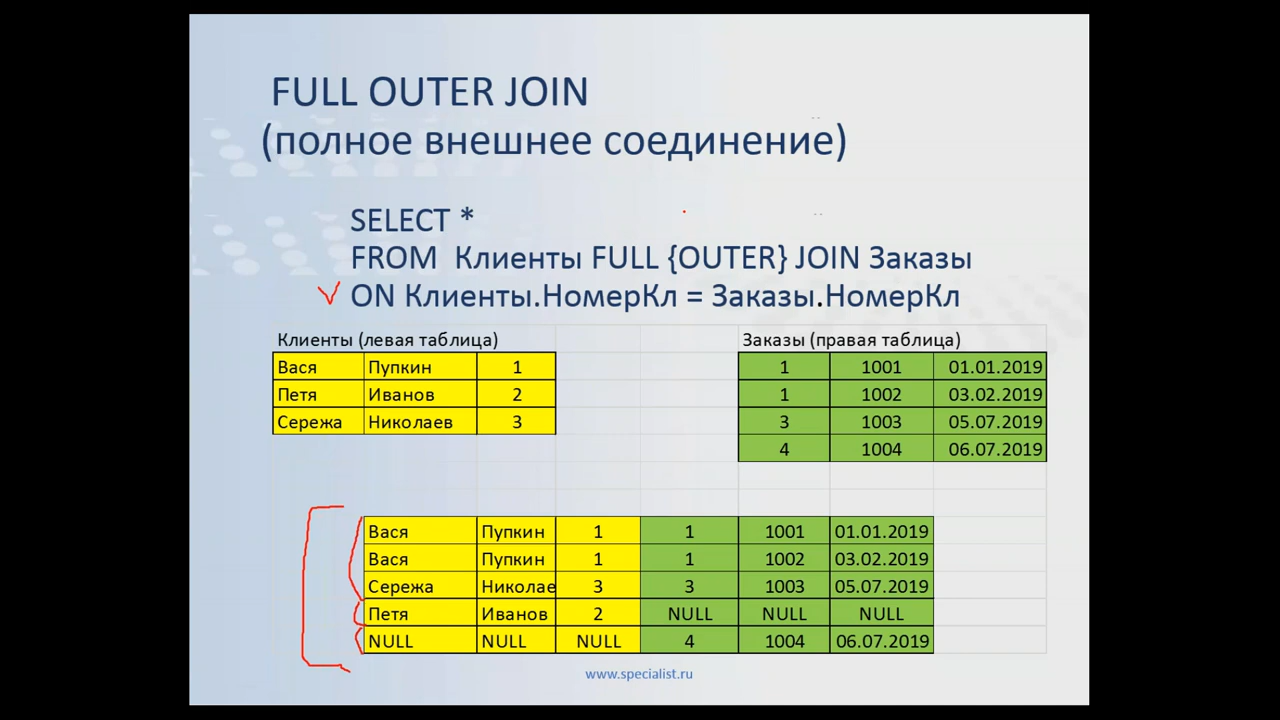 FULL OUTER JOIN
(полное внешнее соединение)
SELECT *
FROM Клиенты FULL {OUTER} JOIN Заказы
ON Клиенты.НомерКл = Заказы.НомерКл
Клиенты (левая таблица) Заказы (правая таблица)
Вася Пупкин 1 1 1001 01.01.2019
Петя Иванов 2 1 1002 03.02.2019
Сережа Николаев 3 3 1003 05.07.2019
4 1004 06.07.2019
Вася Пупкин 1 1 1001 01.01.2019
Вася Пупкин 1 1 1002 03.02.2019
Сережа Николае 3 3 1003 05.07.2019
Петя Иванов 2 NULL NULL NULL
NULL NULL NULL 4 1004 06.07.2019
www.specialist.ru